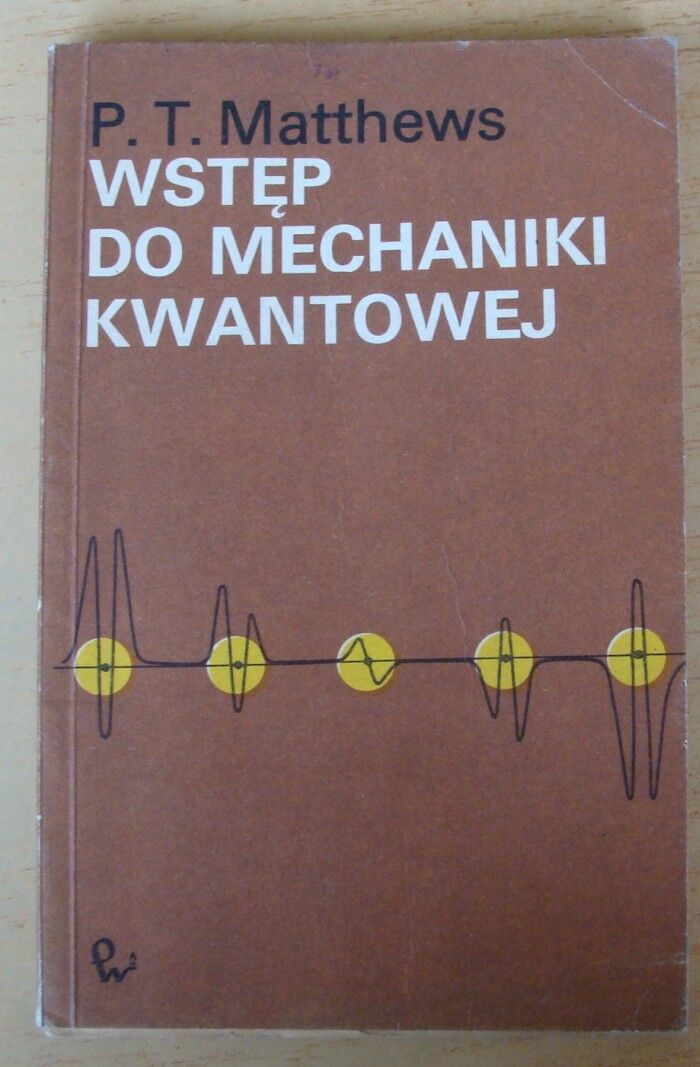 P. T. Matthews
WSTĘP
DO MECHANIKI
KWANTOWEJ